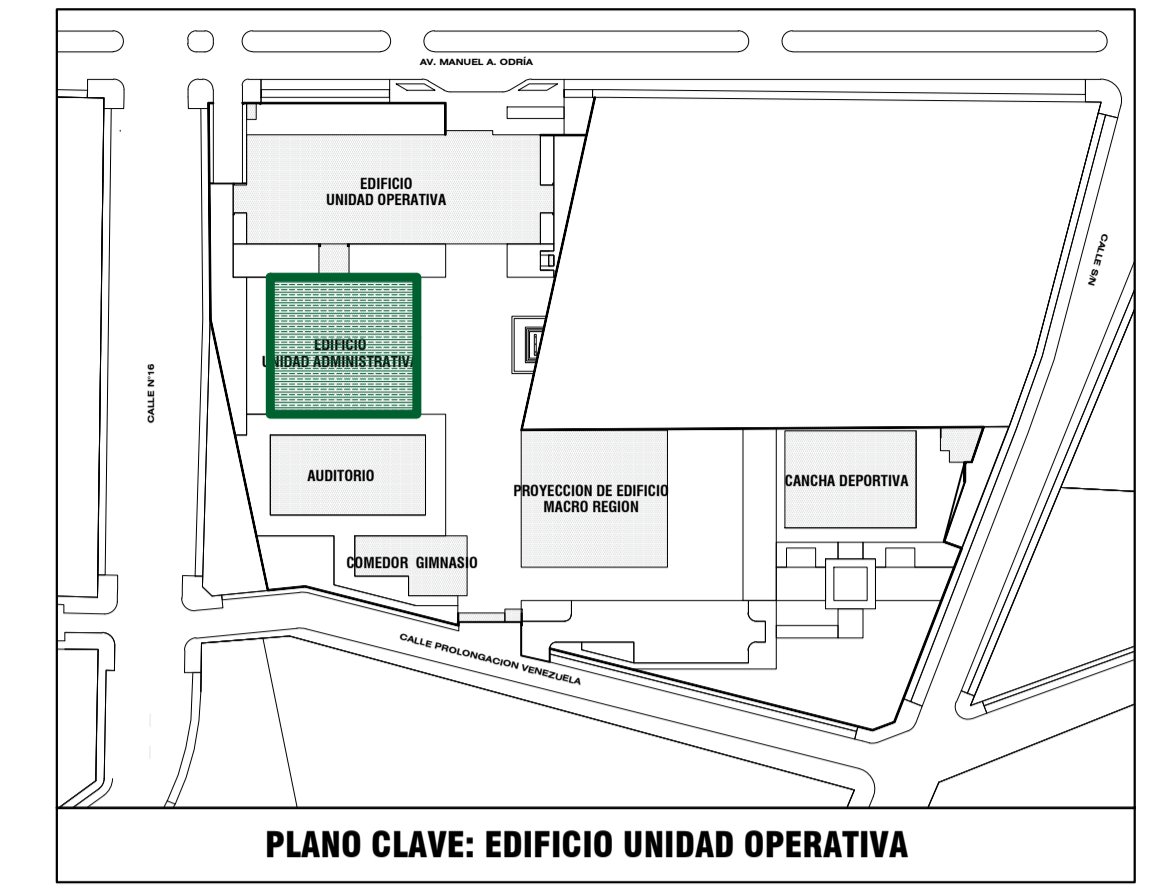 AV. MANUEL A. ODRÍA
EDIFICIO
UNIDAD OPERATIVA
CALLE S/N
EDIFICIO
UNIDAD ADMINISTRATIVA
CALLE N°16
AUDITORIO
PROYECCION DE EDIFICIO
MACRO REGION
CANCHA DEPORTIVA
COMEDOR GIMNASIO
CALLE PROLONGACION VENEZUELA
PLANO CLAVE: EDIFICIO UNIDAD OPERATIVA